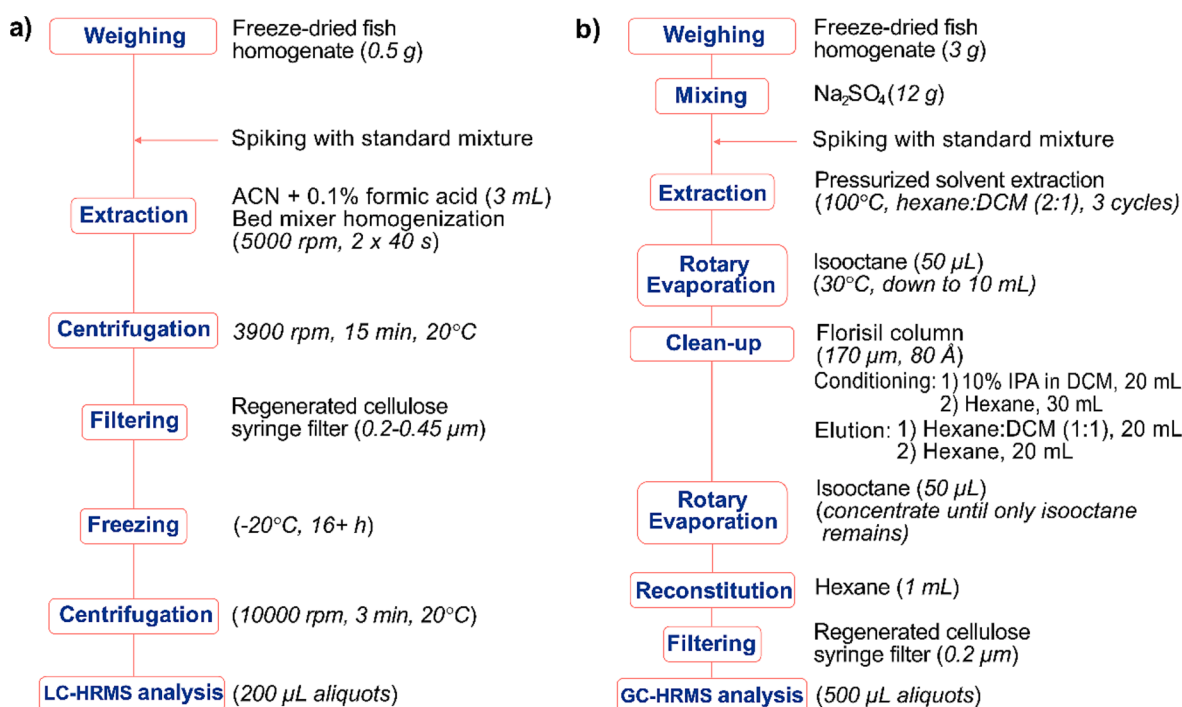 a)
Weighing
Freeze-dried fish
homogenate (0.5 g)
Spiking with standard mixture
Extraction
ACN + 0.1% formic acid (3 mL)
Bed mixer homogenization
(5000 rpm, 2 x 40 s)
Centrifugation
3900 rpm, 15 min, 20°C
Filtering
Regenerated cellulose
syringe filter (0.2-0.45 µm)
Freezing
(-20°C, 16+ h)
Centrifugation
(10000 rpm, 3 min, 20°C)
LC-HRMS analysis
(200 µL aliquots)
b)
Weighing
Freeze-dried fish
homogenate (3 g)
Mixing
Na₂SO₄ (12 g)
Spiking with standard mixture
Extraction
Pressurized solvent extraction
(100°C, hexane:DCM (2:1), 3 cycles)
Rotary
Evaporation
Isooctane (50 µL)
(30°C, down to 10 mL)
Clean-up
Florisil column
(170 µm, 80 Å)
Conditioning: 1) 10% IPA in DCM, 20 mL
2) Hexane, 30 mL
Elution: 1) Hexane:DCM (1:1), 20 mL
2) Hexane, 20 mL
Rotary
Evaporation
Isooctane (50 µL)
(concentrate until only isooctane
remains)
Reconstitution
Hexane (1 mL)
Filtering
Regenerated cellulose
syringe filter (0.2 µm)
GC-HRMS analysis
(500 µL aliquots)